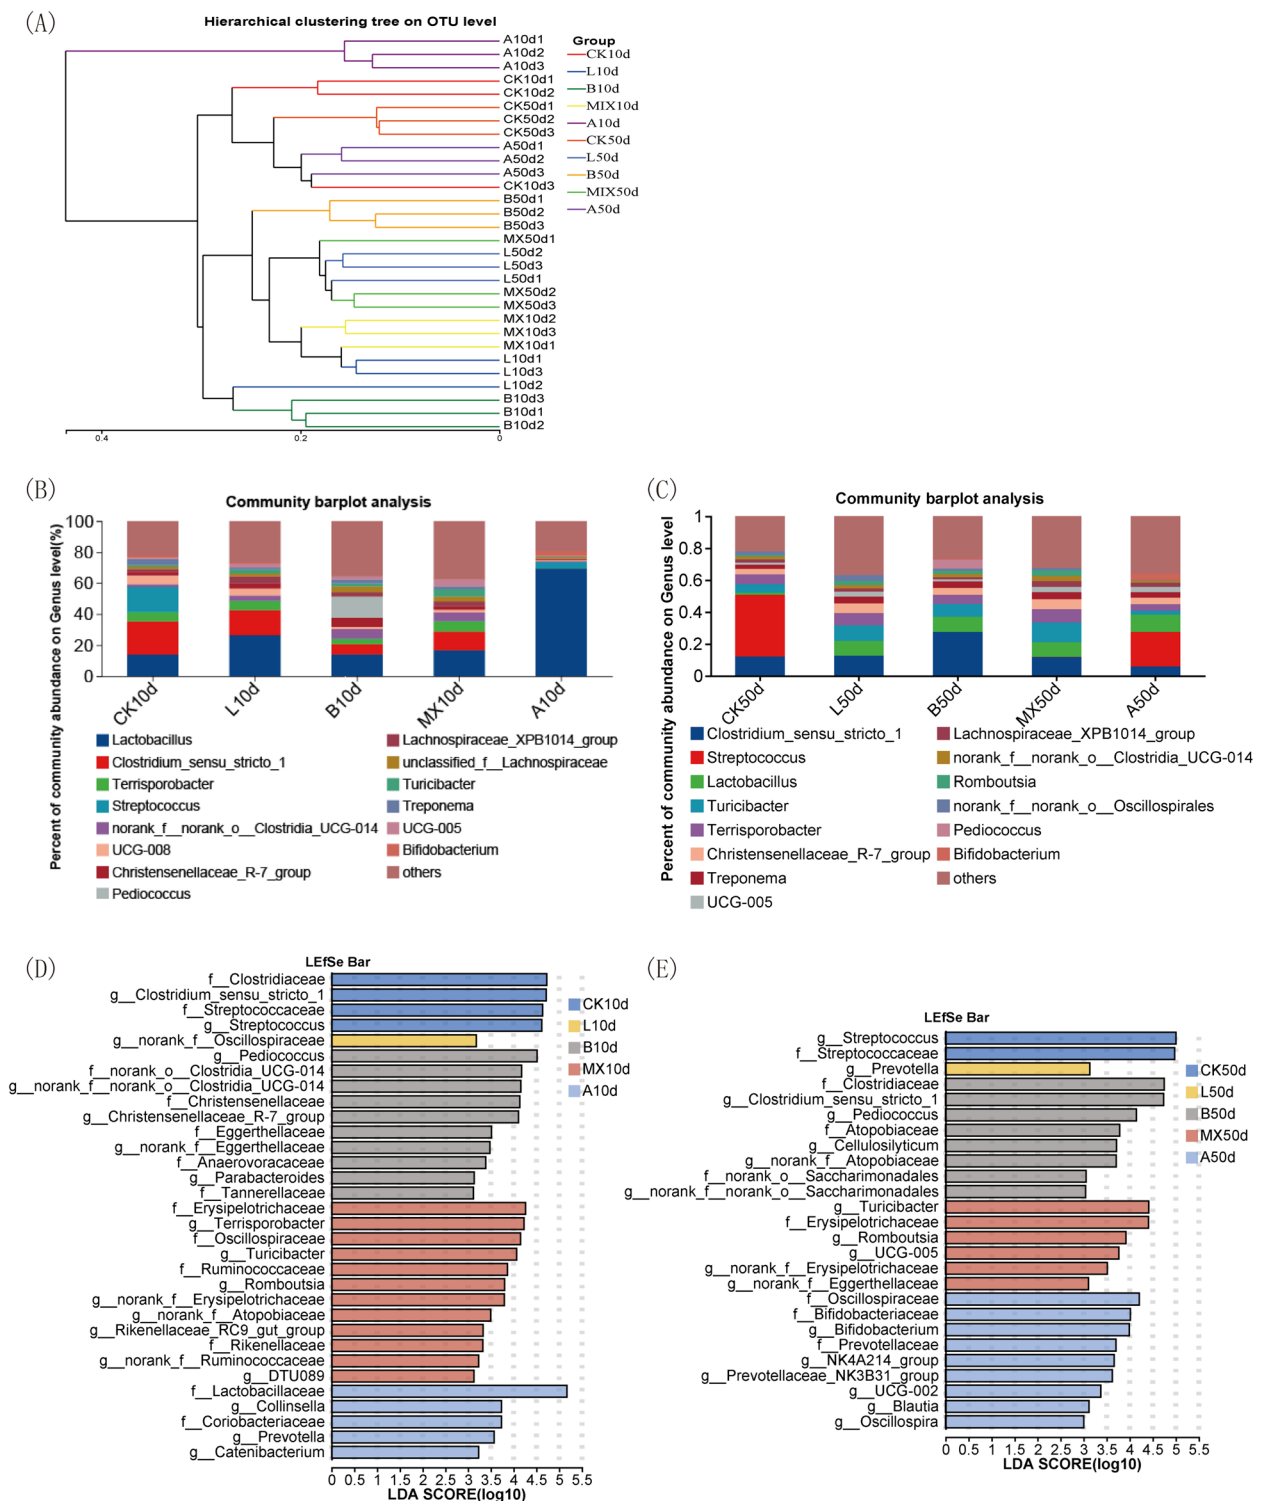 (A)
Hierarchical clustering tree on OTU level
A10d1
A10d2
A10d3
CK10d1
CK10d2
CK50d1
CK50d2
CK50d3
A50d1
A50d2
A50d3
CK10d3
B50d1
B50d2
B50d3
MX50d1
L50d2
L50d3
L50d1
MX50d2
MX50d3
MX10d2
MX10d3
MX10d1
L10d1
L10d3
L10d2
B10d3
B10d1
B10d2
0.4 0.2 0
Group
CK10d
L10d
B10d
MIX10d
A10d
CK50d
L50d
B50d
MIX50d
A50d
(B)
Community barplot analysis
Percent of community abundance on Genus level(%)
100
80
60
40
20
0
CK10d L10d B10d MX10d A10d
Lactobacillus
Clostridium_sensu_stricto_1
Terrisporobacter
Streptococcus
norank_f__norank_o__Clostridia_UCG-014
UCG-008
Christensenellaceae_R-7_group
Pediococcus
Lachnospiraceae_XPB1014_group
unclassified_f__Lachnospiraceae
Turicibacter
Treponema
UCG-005
Bifidobacterium
others
(C)
Community barplot analysis
Percent of community abundance on Genus level
1
0.8
0.6
0.4
0.2
0
CK50d L50d B50d MX50d A50d
Clostridium_sensu_stricto_1
Streptococcus
Lactobacillus
Turicibacter
Terrisporobacter
Christensenellaceae_R-7_group
Treponema
UCG-005
Lachnospiraceae_XPB1014_group
norank_f__norank_o__Clostridia_UCG-014
Romboutsia
norank_f__norank_o__Oscillospirales
Pediococcus
Bifidobacterium
others
(D)
LEfSe Bar
f__Clostridiaceae
g__Clostridium_sensu_stricto_1
f__Streptococcaceae
g__Streptococcus
g__norank_f__Oscillospiraceae
g__Pediococcus
f__norank_o__Clostridia_UCG-014
g__norank_f__norank_o__Clostridia_UCG-014
f__Christensenellaceae
g__Christensenellaceae_R-7_group
f__Eggerthellaceae
g__norank_f__Eggerthellaceae
f__Anaerovoracaceae
g__Parabacteroides
f__Tannerellaceae
f__Erysipelotrichaceae
g__Terrisporobacter
f__Oscillospiraceae
g__Turicibacter
f__Ruminococcaceae
g__Romboutsia
g__norank_f__Erysipelotrichaceae
g__norank_f__Atopobiaceae
g__Rikenellaceae_RC9_gut_group
f__Rikenellaceae
g__norank_f__Ruminococcaceae
g__DTU089
f__Lactobacillaceae
g__Collinsella
f__Coriobacteriaceae
g__Prevotella
g__Catenibacterium
0 0.5 1 1.5 2 2.5 3 3.5 4 4.5 5 5.5
LDA SCORE(log10)
CK10d
L10d
B10d
MX10d
A10d
(E)
LEfSe Bar
g__Streptococcus
f__Streptococcaceae
g__Prevotella
f__Clostridiaceae
g__Clostridium_sensu_stricto_1
g__Pediococcus
f__Atopobiaceae
g__Cellulosilyticum
g__norank_f__Atopobiaceae
f__norank_o__Saccharimonadales
g__norank_f__norank_o__Saccharimonadales
g__Turicibacter
f__Erysipelotrichaceae
g__Romboutsia
g__UCG-005
g__norank_f__Erysipelotrichaceae
g__norank_f__Eggerthellaceae
f__Oscillospiraceae
f__Bifidobacteriaceae
g__Bifidobacterium
f__Prevotellaceae
g__NK4A214_group
g__Prevotellaceae_NK3B31_group
g__UCG-002
g__Blautia
g__Oscillospira
0 0.5 1 1.5 2 2.5 3 3.5 4 4.5 5 5.5
LDA SCORE(log10)
CK50d
L50d
B50d
MX50d
A50d